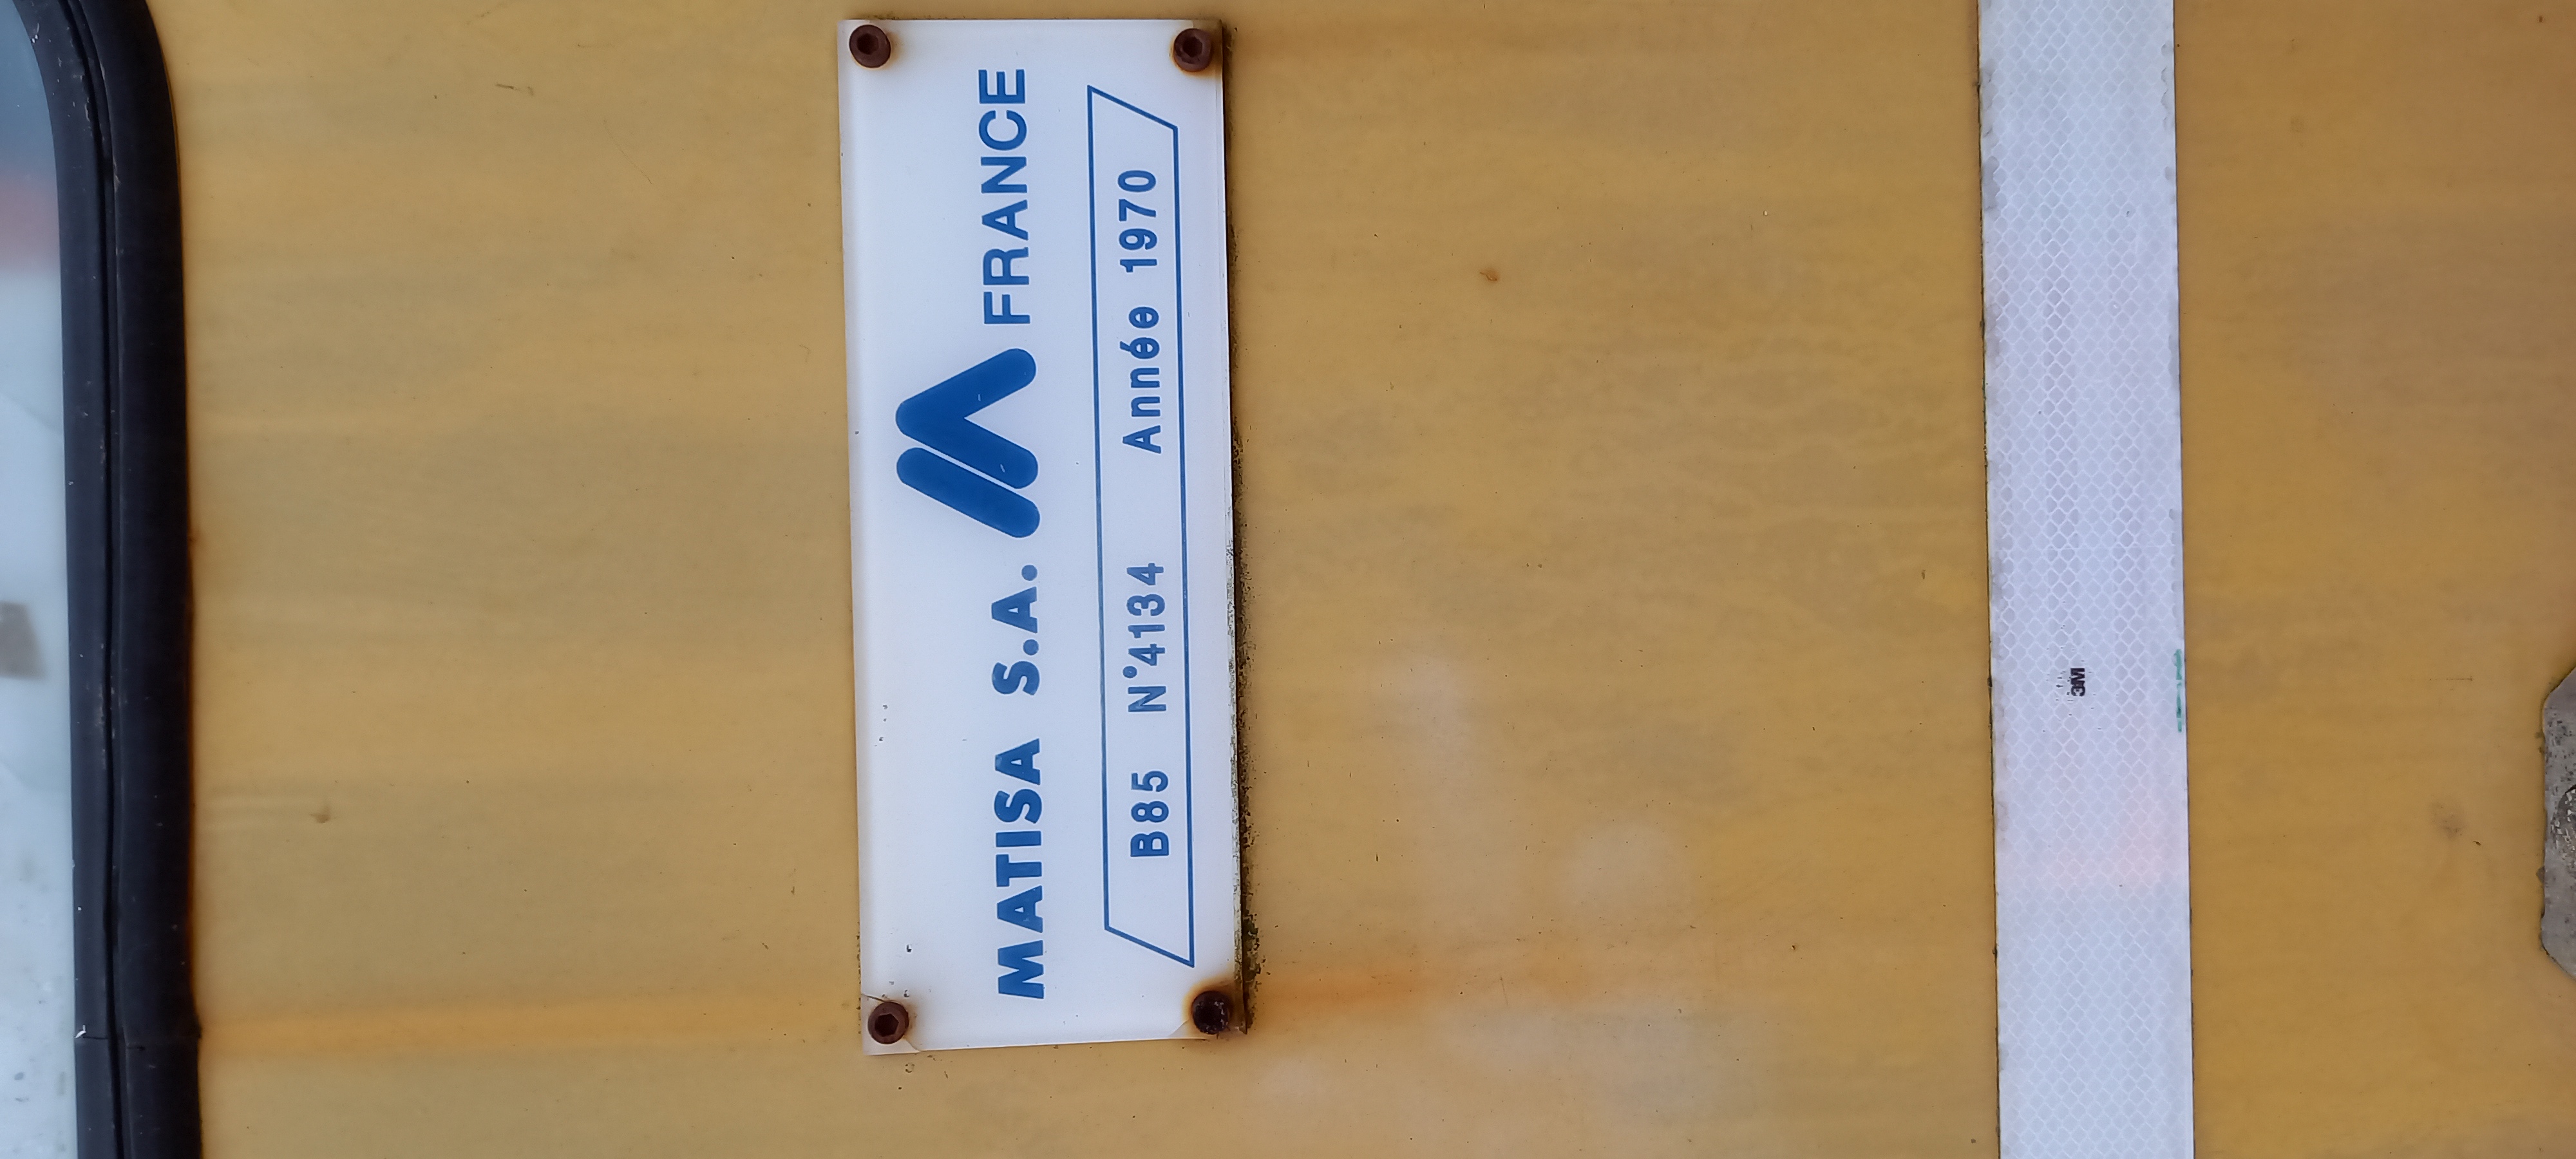 MATISA S.A. FRANCE
B85 N°4134 Année 1970
3M